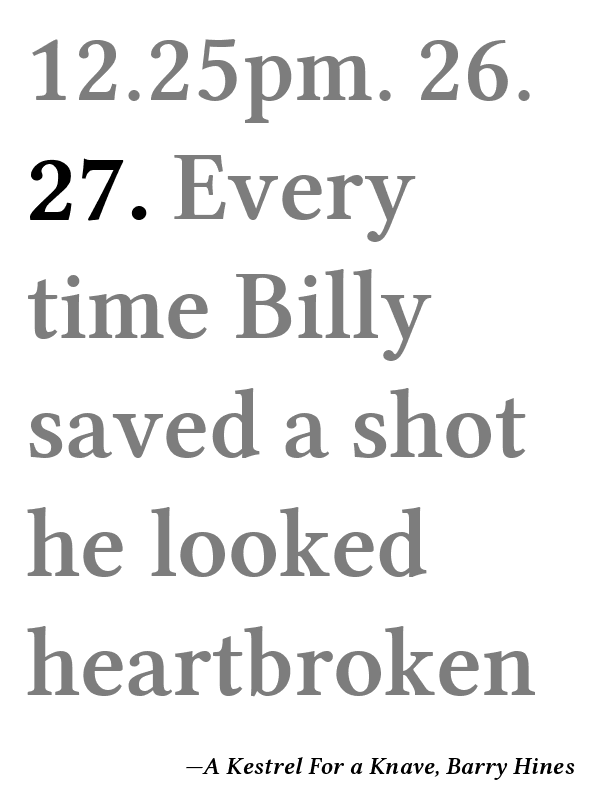 12.25pm. 26.
27. Every
time Billy
saved a shot
he looked
heartbroken
—A Kestrel For a Knave, Barry Hines